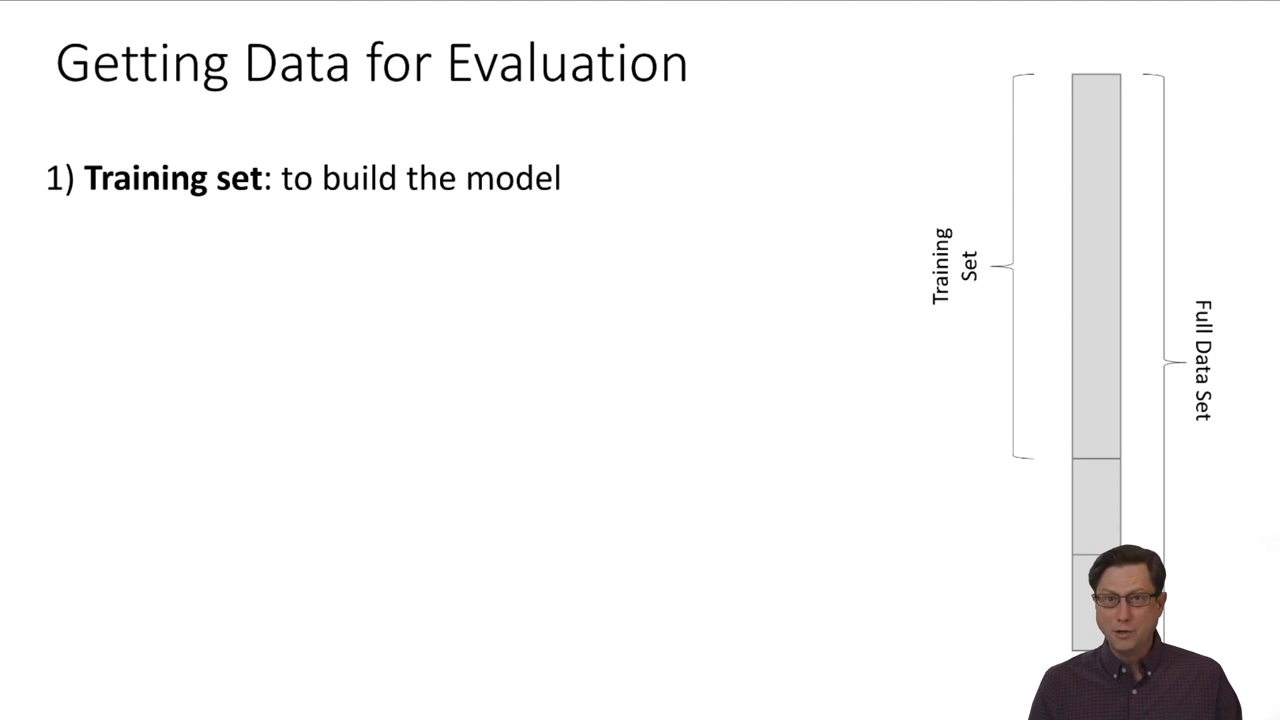 Getting Data for Evaluation
1) Training set: to build the model
Training
Set
Full Data Set